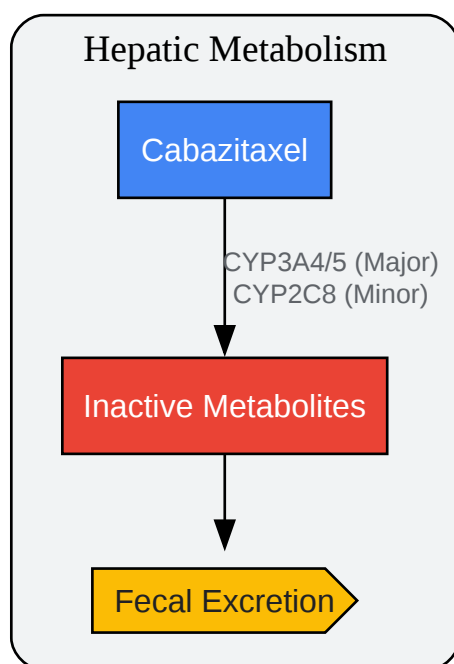 Hepatic Metabolism
Cabazitaxel
CYP3A4/5 (Major)
CYP2C8 (Minor)
Inactive Metabolites
Fecal Excretion